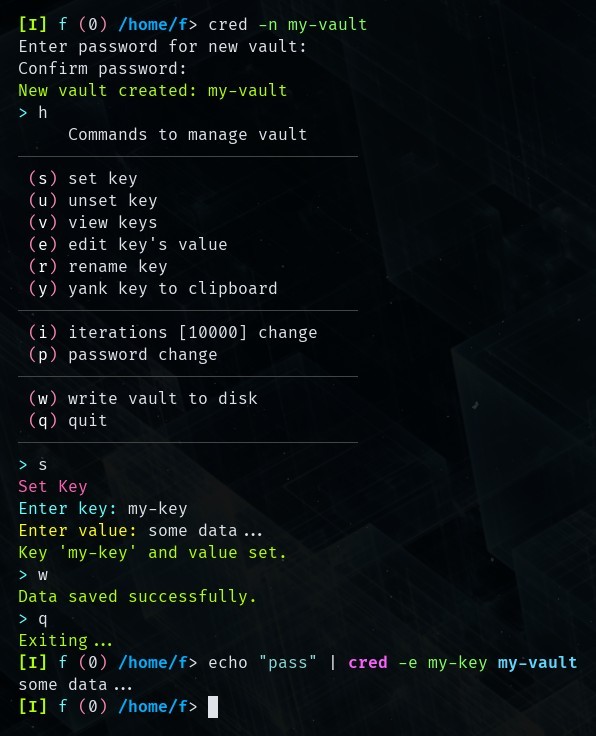 [I] f (0) /home/f> cred -n my-vault
Enter password for new vault:
Confirm password:
New vault created: my-vault
> h
Commands to manage vault
(s) set key
(u) unset key
(v) view keys
(e) edit key's value
(r) rename key
(y) yank key to clipboard
(i) iterations [10000] change
(p) password change
(w) write vault to disk
(q) quit
> s
Set Key
Enter key: my-key
Enter value: some data...
Key 'my-key' and value set.
> w
Data saved successfully.
> q
Exiting...
[I] f (0) /home/f> echo "pass" | cred -e my-key my-vault
some data...
[I] f (0) /home/f>